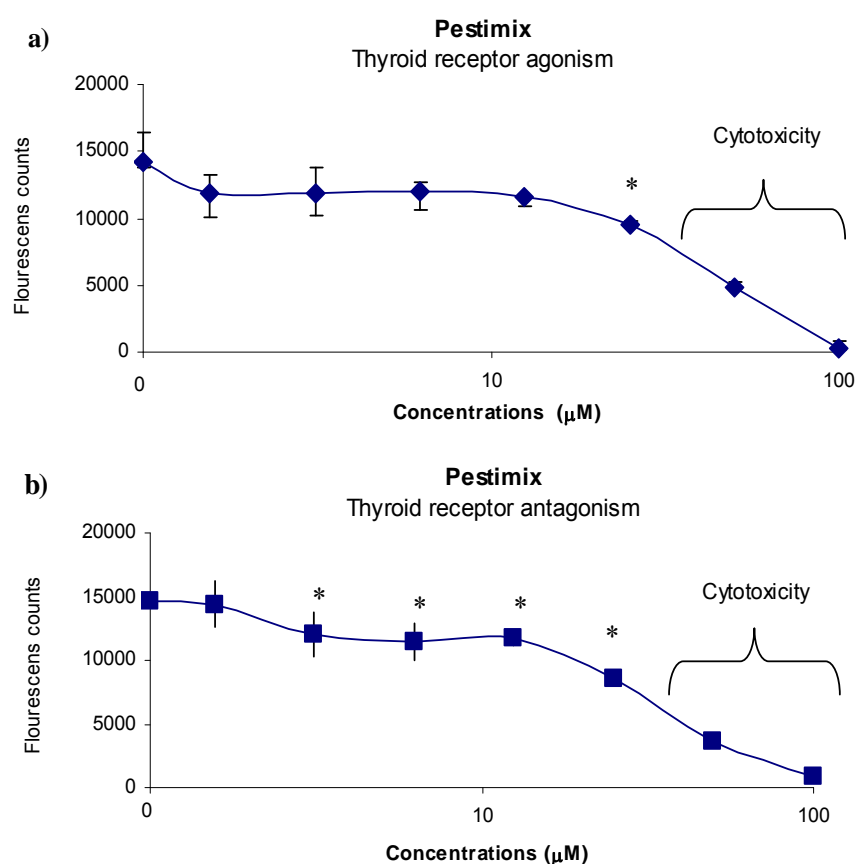 a)
Pestimix
Thyroid receptor agonism
Flourescens counts
20000
15000
10000
5000
0
Cytotoxicity
*
0
10
100
Concentrations (μM)
b)
Pestimix
Thyroid receptor antagonism
Flourescens counts
20000
15000
10000
5000
0
Cytotoxicity
* * * *
0
10
100
Concentrations (μM)